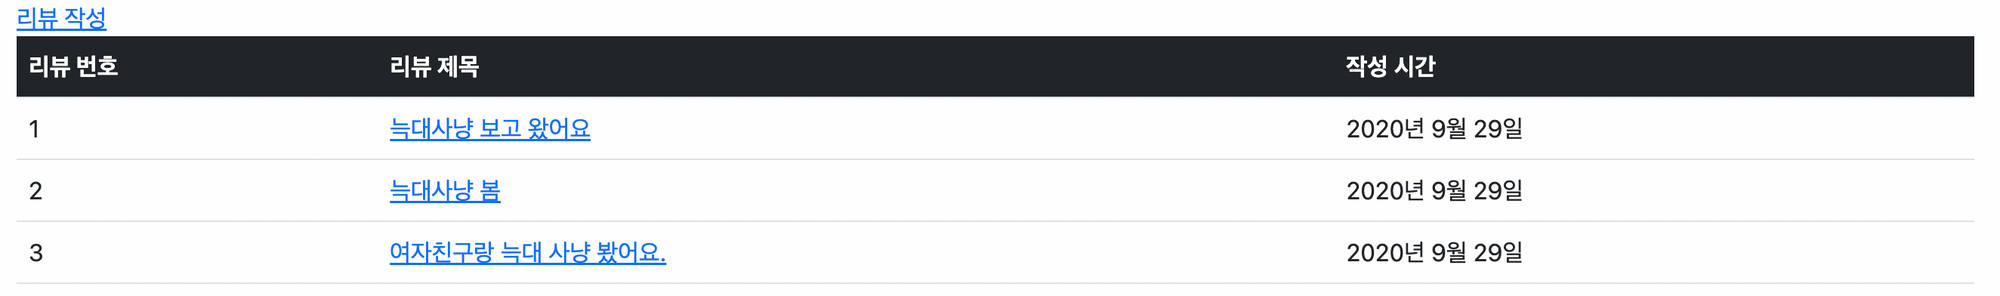 리뷰 작성
리뷰 번호 리뷰 제목 작성 시간
1 늑대사냥 보고 왔어요 2020년 9월 29일
2 늑대사냥 봄 2020년 9월 29일
3 여자친구랑 늑대 사냥 봤어요. 2020년 9월 29일